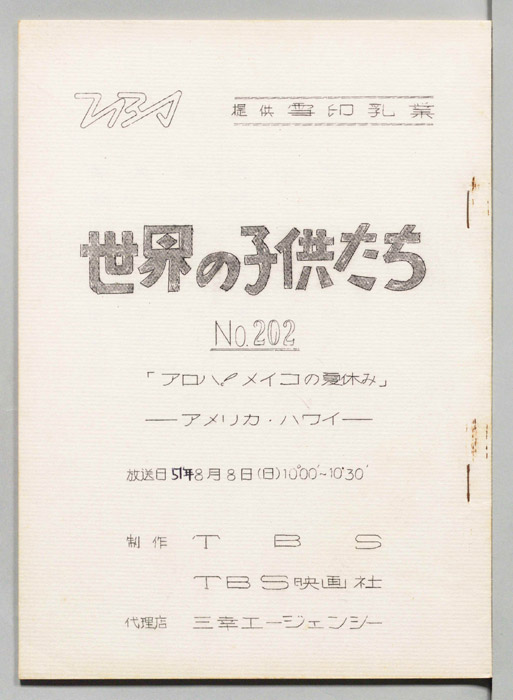 TBS
提供 雪印乳業
世界の子供たち
No.202
「アロハ! メイコの夏休み」
―アメリカ・ハワイ―
放送日 51年8月8日(日)10°00'~10°30'
制作 TBS
TBS映画社
代理店 三幸エージェンシー